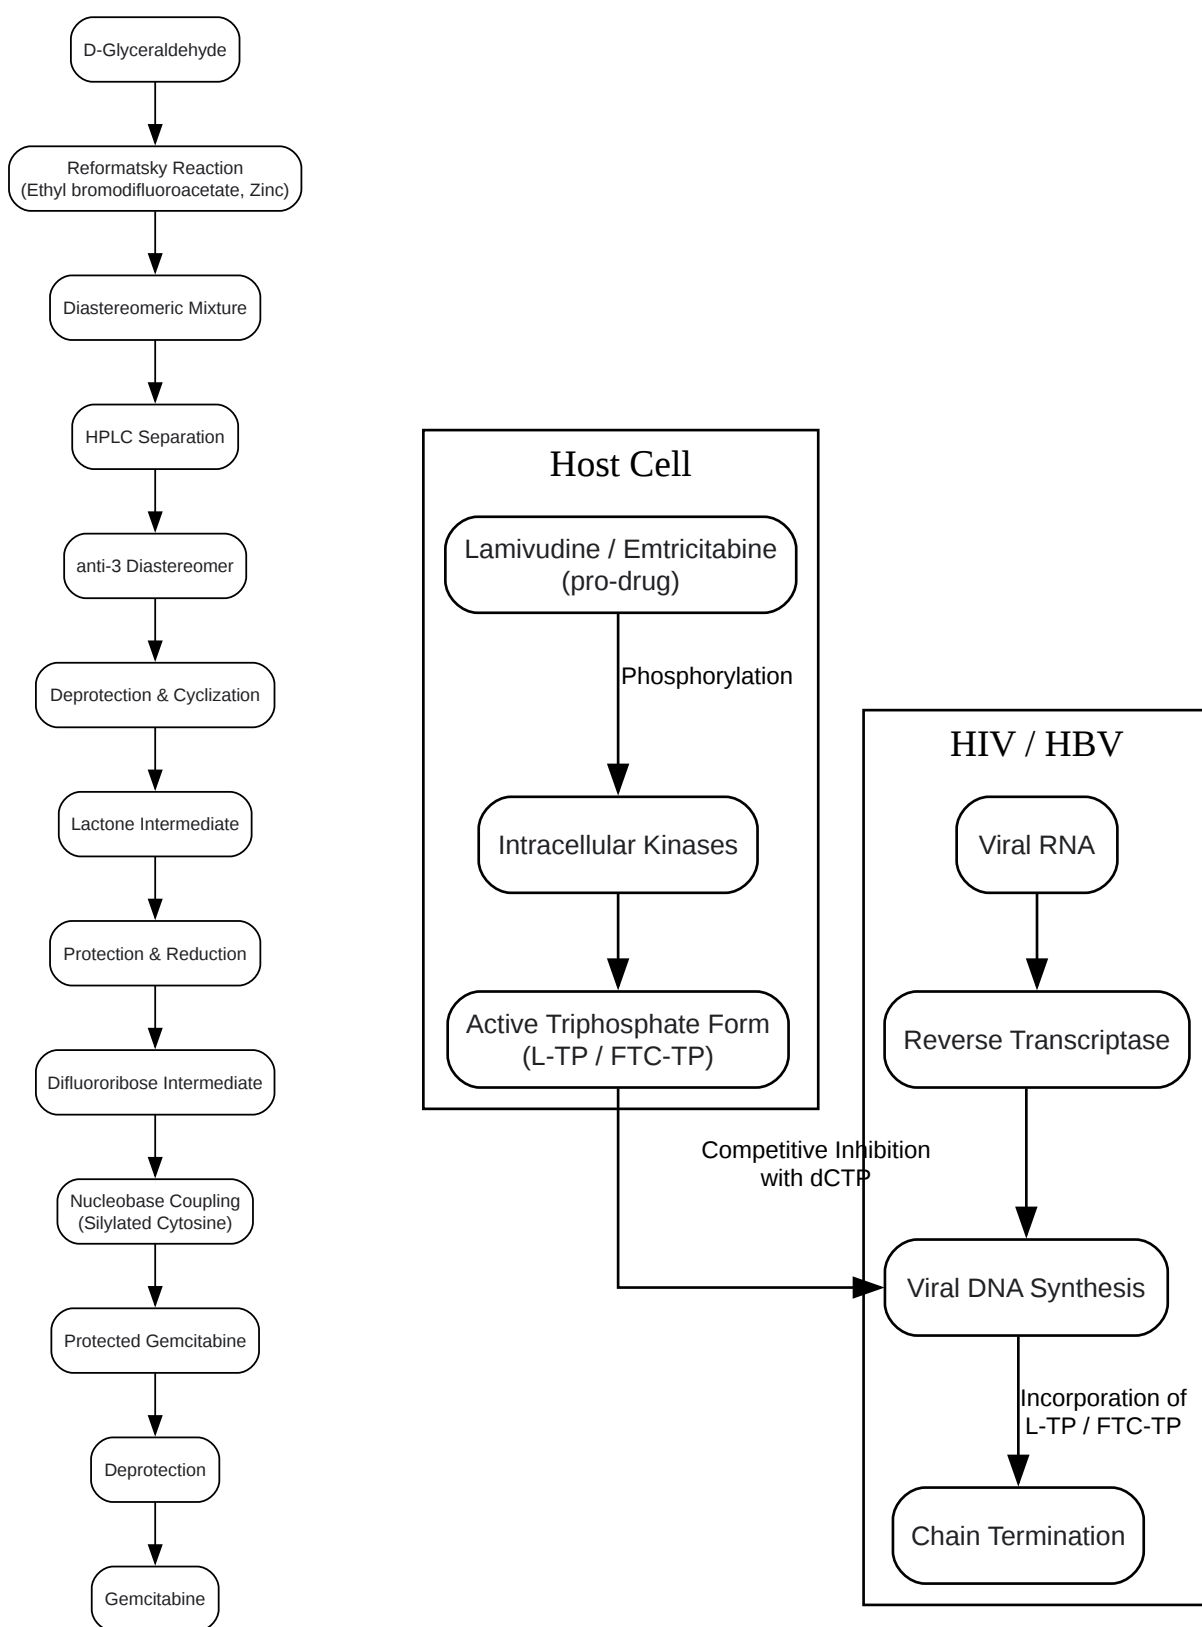 D-Glyceraldehyde
Reformatsky Reaction
(Ethyl bromodifluoroacetate, Zinc)
Diastereomeric Mixture
HPLC Separation
anti-3 Diastereomer
Deprotection & Cyclization
Lactone Intermediate
Protection & Reduction
Difluororibose Intermediate
Nucleobase Coupling
(Silylated Cytosine)
Protected Gemcitabine
Deprotection
Gemcitabine
Host Cell
Lamivudine / Emtricitabine
(pro-drug)
Phosphorylation
Intracellular Kinases
Active Triphosphate Form
(L-TP / FTC-TP)
Competitive Inhibition
with dCTP
HIV / HBV
Viral RNA
Reverse Transcriptase
Viral DNA Synthesis
Incorporation of
L-TP / FTC-TP
Chain Termination